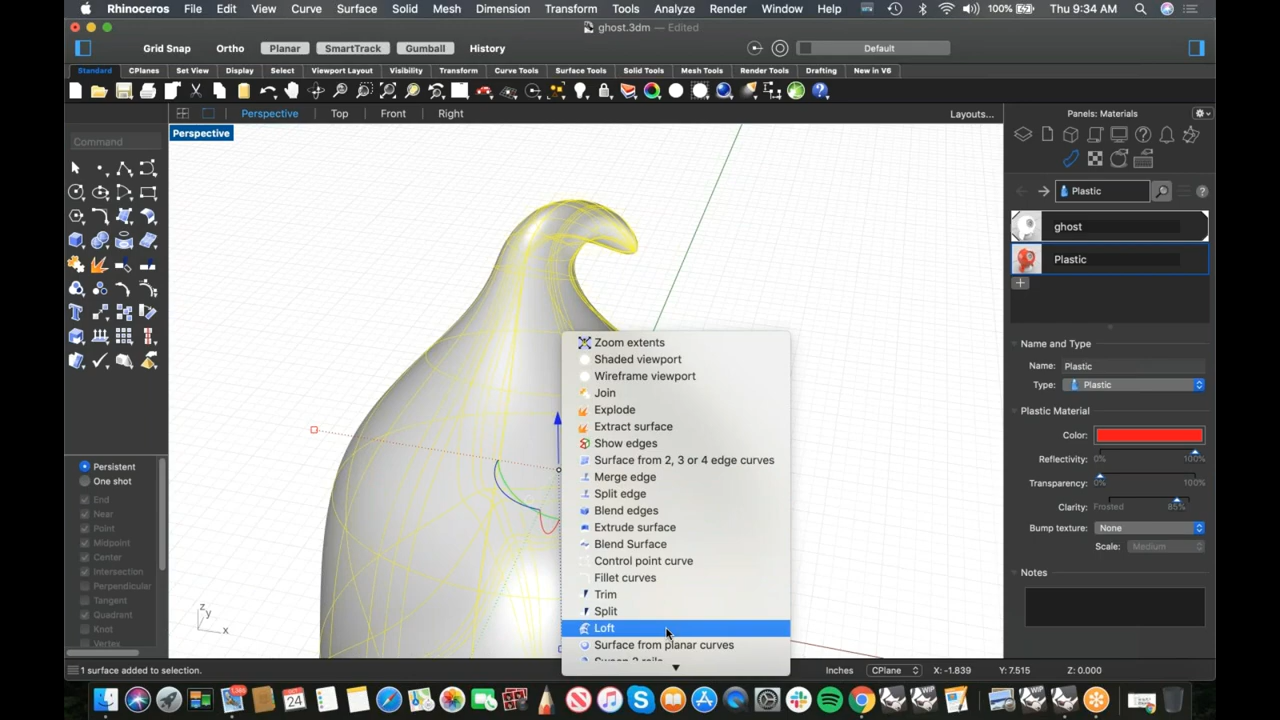 Rhinoceros File Edit View Curve Surface Solid Mesh Dimension Transform Tools Analyze Render Window Help 100% Thu 9:34 AM
ghost.3dm — Edited
Grid Snap Ortho Planar SmartTrack Gumball History Default
Standard CPlanes Set View Display Select Viewport Layout Visibility Transform Curve Tools Surface Tools Solid Tools Mesh Tools Render Tools Drafting New in V6
Perspective Top Front Right Layouts...
Panels: Materials
Perspective
Command
Plastic
ghost
Plastic
Name and Type
Name: Plastic
Type: Plastic
Plastic Material
Color:
Reflectivity: 0% 100%
Transparency: 0% 100%
Clarity: Frosted 85%
Bump texture: None
Scale: Medium
Notes
Zoom extents
Shaded viewport
Wireframe viewport
Join
Explode
Extract surface
Show edges
Surface from 2, 3 or 4 edge curves
Merge edge
Split edge
Blend edges
Extrude surface
Blend Surface
Control point curve
Fillet curves
Trim
Split
Loft
Surface from planar curves
Persistent
One shot
End
Near
Point
Midpoint
Center
Intersection
Perpendicular
Tangent
Quadrant
Knot
Vertex
z
y
x
1 surface added to selection.
Inches CPlane X: -1.839 Y: 7.515 Z: 0.000
24